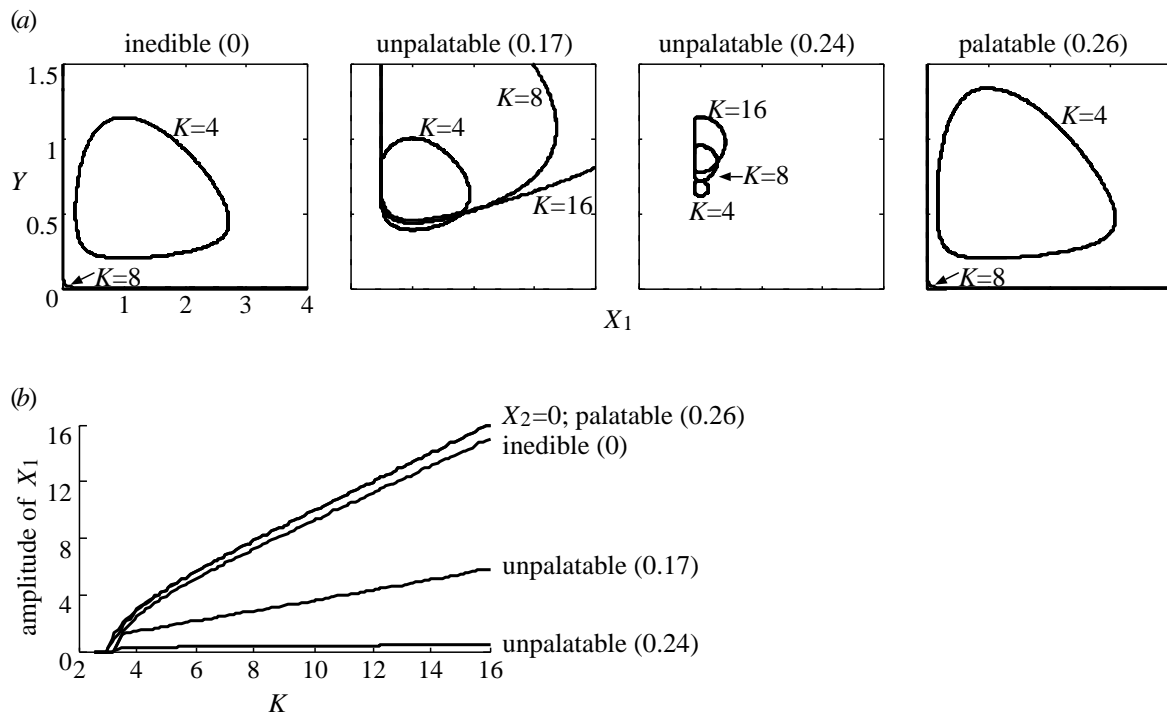 (a)
inedible (0)
unpalatable (0.17)
unpalatable (0.24)
palatable (0.26)
1.5
1
Y
0.5
0
K=4
K=8
1
2
3
4
K=8
K=4
K=16
K=16
K=8
K=4
K=4
K=8
X1
(b)
16
12
8
4
0
amplitude of X1
2
4
6
8
10
12
14
16
K
X2=0; palatable (0.26)
inedible (0)
unpalatable (0.17)
unpalatable (0.24)